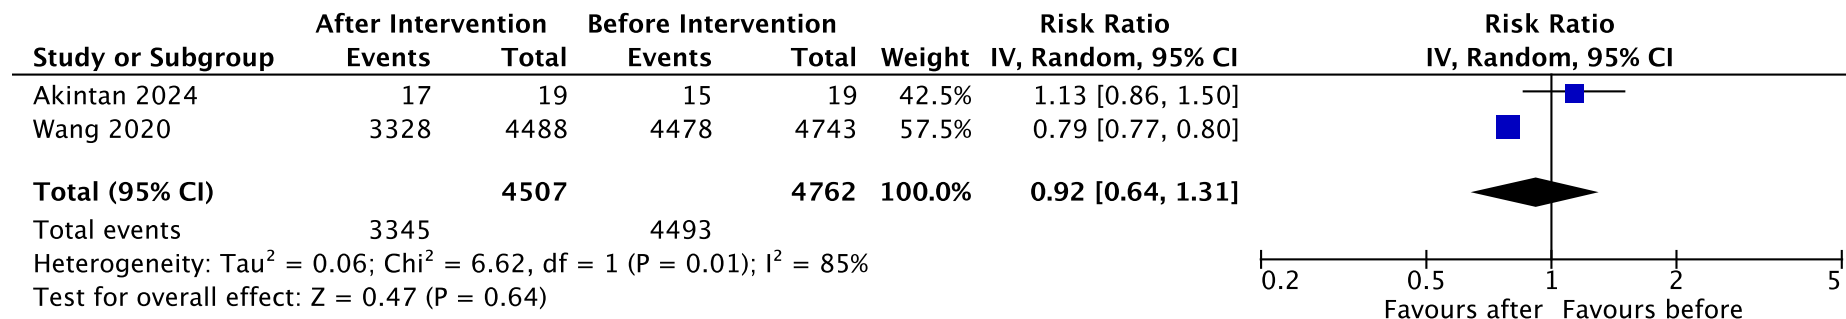 After Intervention Before Intervention Risk Ratio Risk Ratio
Study or Subgroup Events Total Events Total Weight IV, Random, 95% CI IV, Random, 95% CI
Akintan 2024 17 19 15 19 42.5% 1.13 [0.86, 1.50]
Wang 2020 3328 4488 4478 4743 57.5% 0.79 [0.77, 0.80]
Total (95% CI) 4507 4762 100.0% 0.92 [0.64, 1.31]
Total events 3345 4493
Heterogeneity: Tau² = 0.06; Chi² = 6.62, df = 1 (P = 0.01); I² = 85%
Test for overall effect: Z = 0.47 (P = 0.64)
0.2 0.5 1 2 5
Favours after Favours before